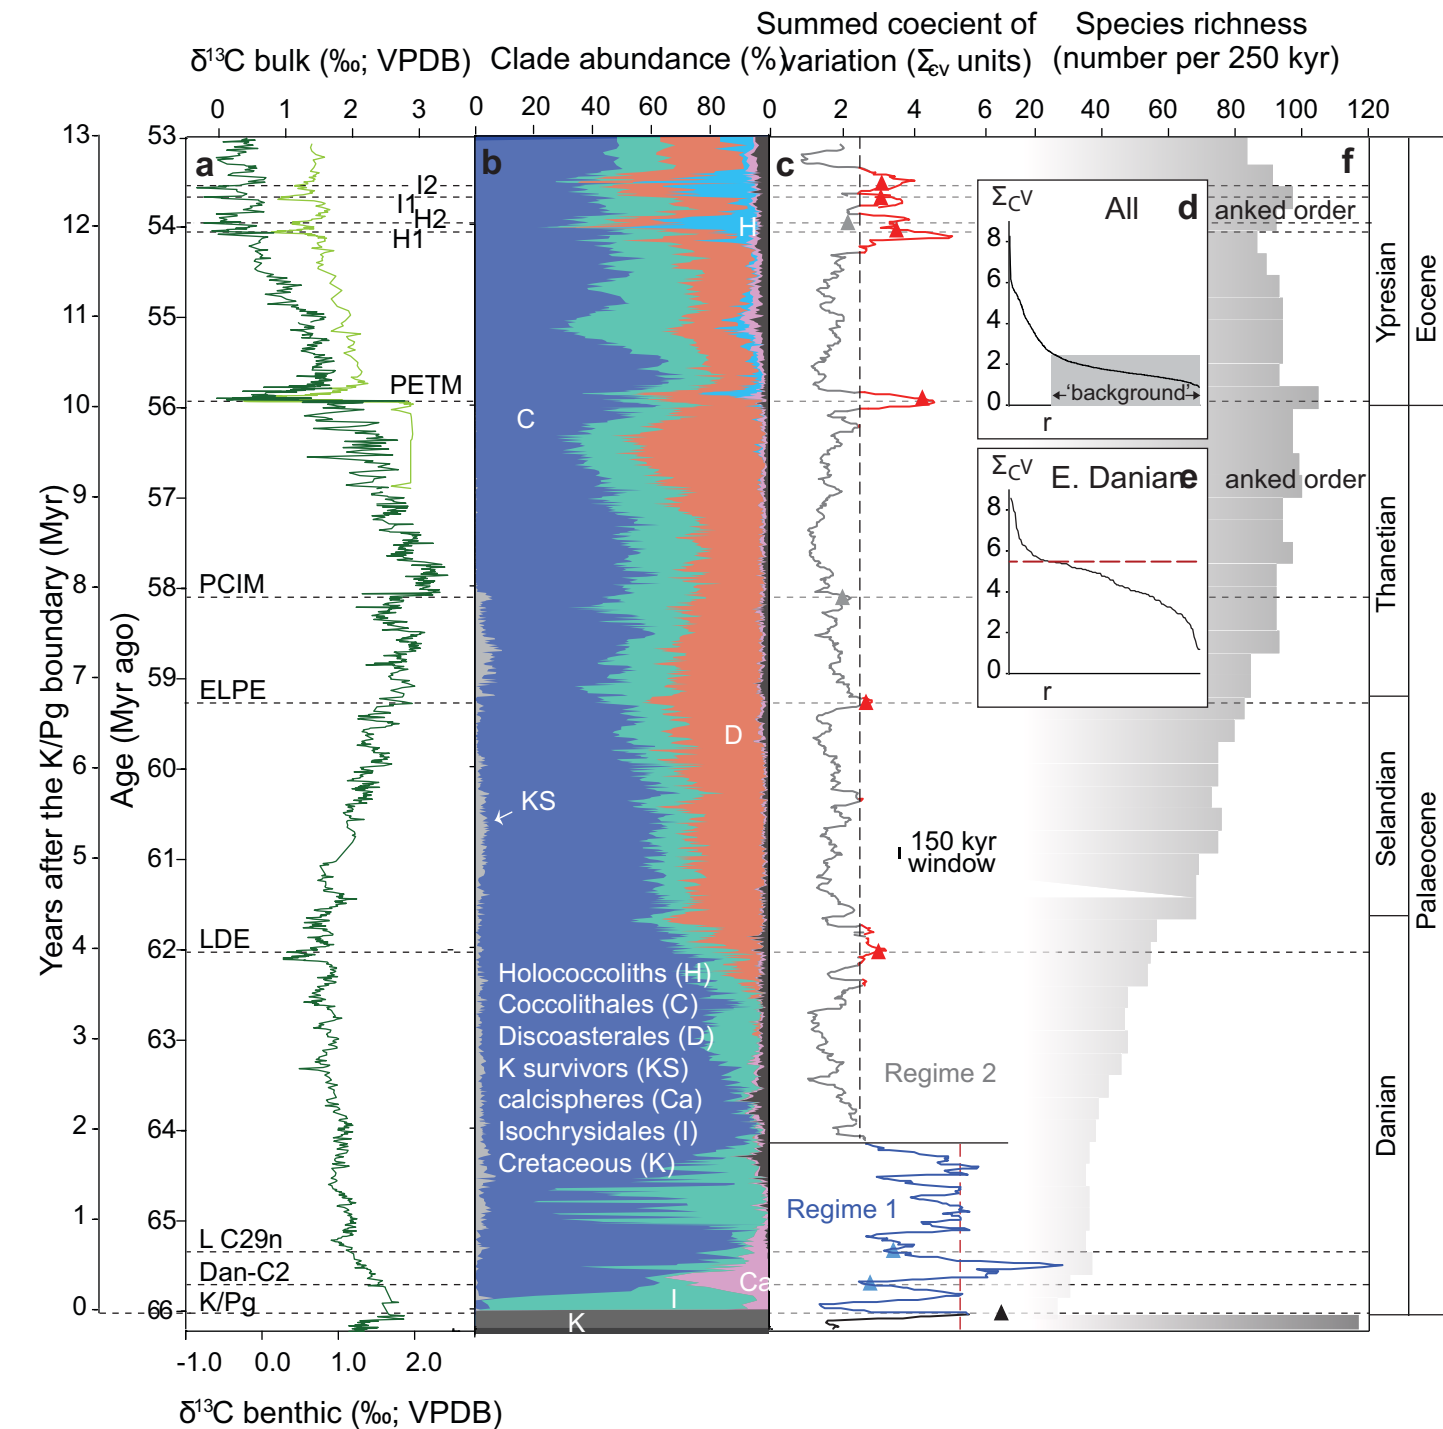 Summed coecient of
Species richness
δ13C bulk (‰; VPDB)
Clade abundance (%)
variation (Σcv units)
(number per 250 kyr)
0 1 2 3
0 20 40 60 80
0 2 4 6
20 40 60 80 100 120
13
12
11
10
9
8
7
6
5
4
3
2
1
0
Years after the K/Pg boundary (Myr)
53
54
55
56
57
58
59
60
61
62
63
64
65
66
Age (Myr ago)
a
I2
I1
H2
H1
PETM
PCIM
ELPE
LDE
L C29n
Dan-C2
K/Pg
-1.0 0.0 1.0 2.0
δ13C benthic (‰; VPDB)
b
H
C
D
KS
Holococcoliths (H)
Coccolithales (C)
Discoasterales (D)
K survivors (KS)
calcispheres (Ca)
Isochrysidales (I)
Cretaceous (K)
Ca
I
K
c
150 kyr
window
Regime 2
Regime 1
ΣCV
All
d
8
6
4
2
0
‘background’
r
anked order
ΣCV
E. Danian
e
8
6
4
2
0
r
anked order
f
Ypresian
Thanetian
Selandian
Danian
Eocene
Palaeocene